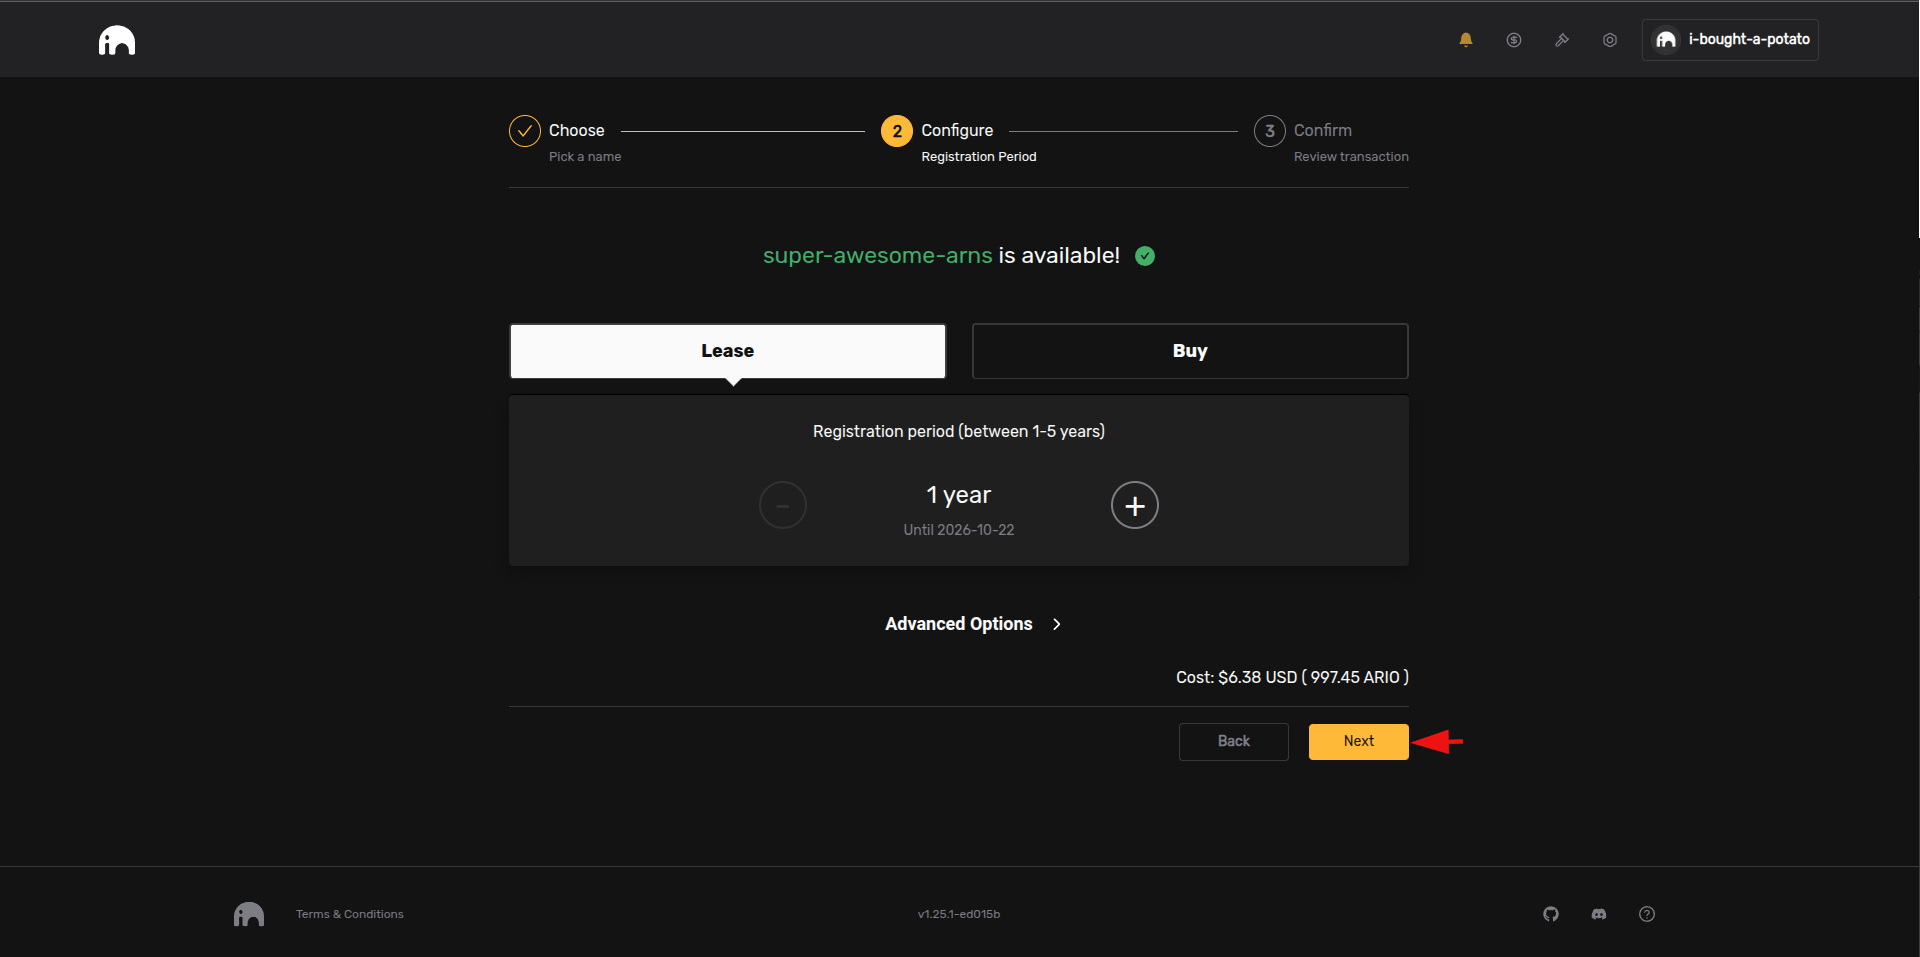 i-bought-a-potato
Choose
Pick a name
2
Configure
Registration Period
3
Confirm
Review transaction
super-awesome-arns is available!
Lease
Buy
Registration period (between 1-5 years)
1 year
Until 2026-10-22
Advanced Options
Cost: $6.38 USD ( 997.45 ARIO )
Back
Next
Terms & Conditions
v1.25.1-ed015b